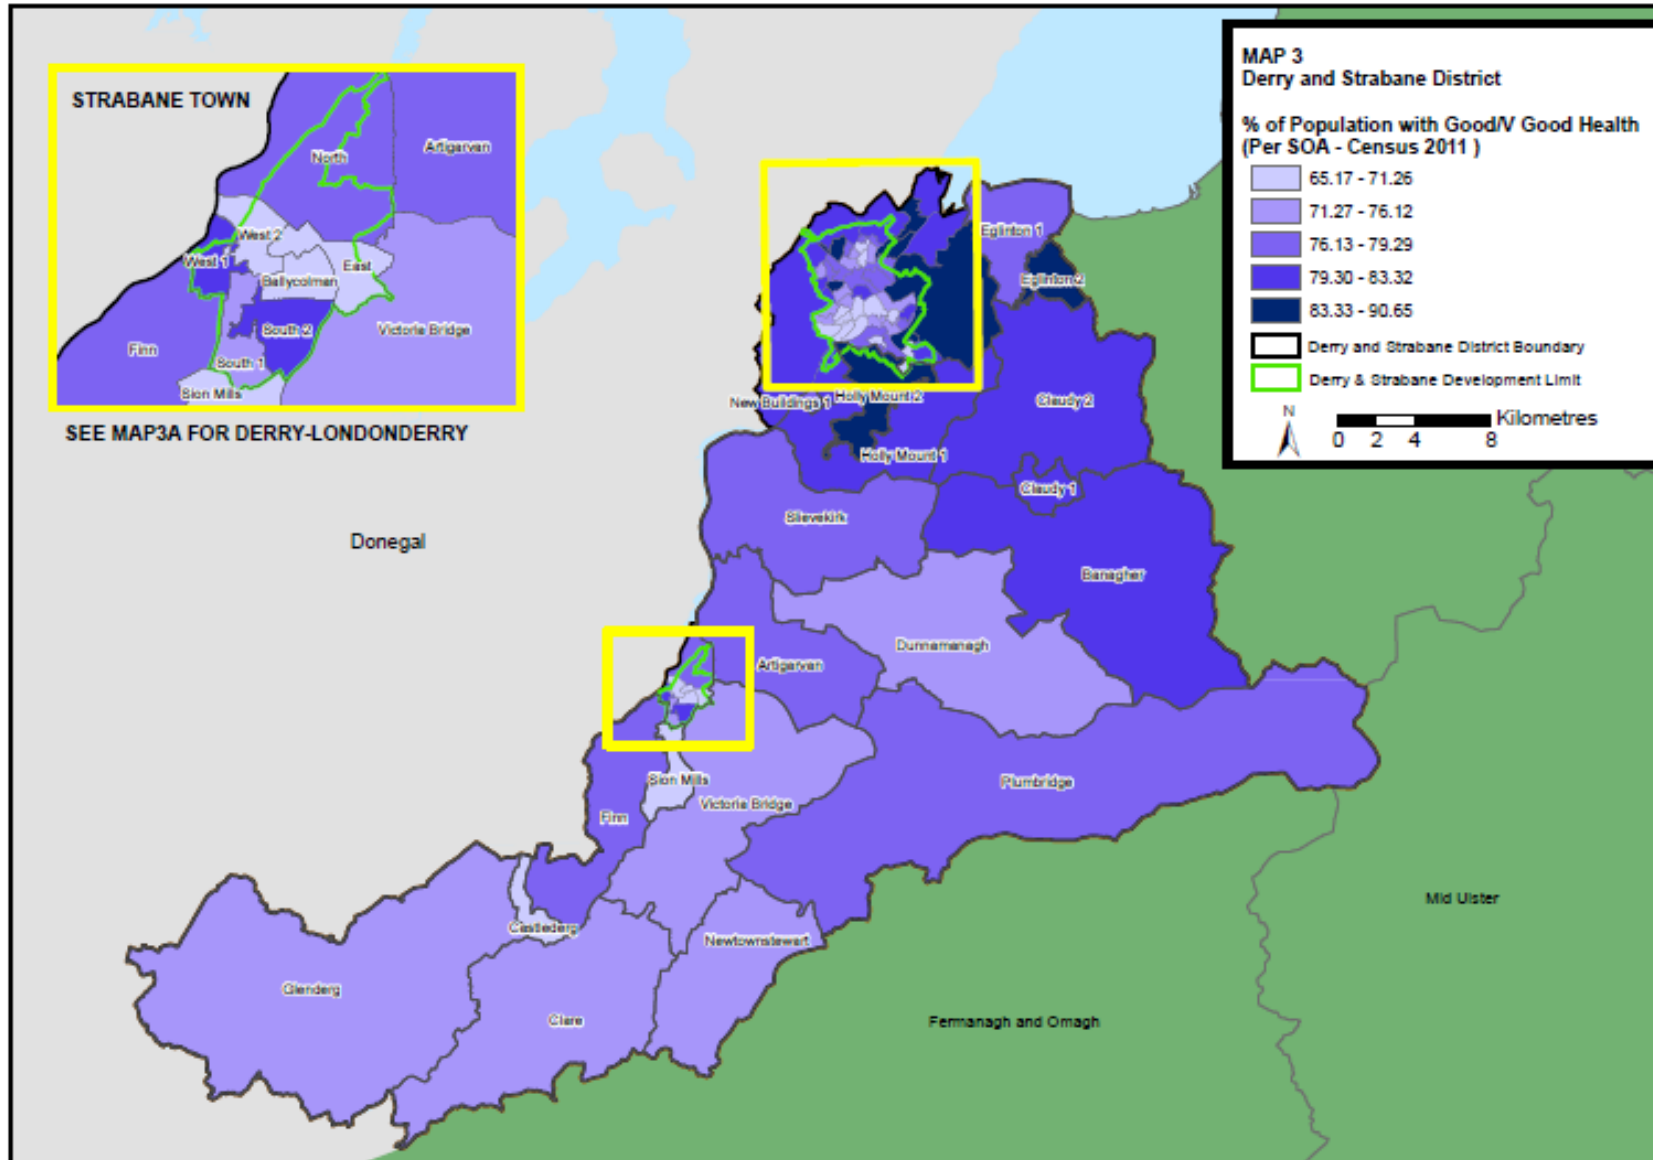 STRABANE TOWN
North
Artigarvan
West 2
West 1
East
Ballycolman
South 2
Victoria Bridge
Finn
South 1
Sion Mills
SEE MAP3A FOR DERRY-LONDONDERRY
MAP 3
Derry and Strabane District
% of Population with Good/V Good Health
(Per SOA - Census 2011 )
65.17 - 71.26
71.27 - 76.12
76.13 - 79.29
79.30 - 83.32
83.33 - 90.65
Derry and Strabane District Boundary
Derry & Strabane Development Limit
N
Kilometres
0 2 4 8
Eglinton 1
Eglinton 2
New Buildings 1
Holly Mount 2
Claudy 2
Holly Mount 1
Claudy 1
Slievekirk
Donegal
Banagher
Dunnamanagh
Artigarvan
Sion Mills
Plumbridge
Victoria Bridge
Finn
Mid Ulster
Castlederg
Newtownstewart
Glenderg
Clare
Fermanagh and Omagh